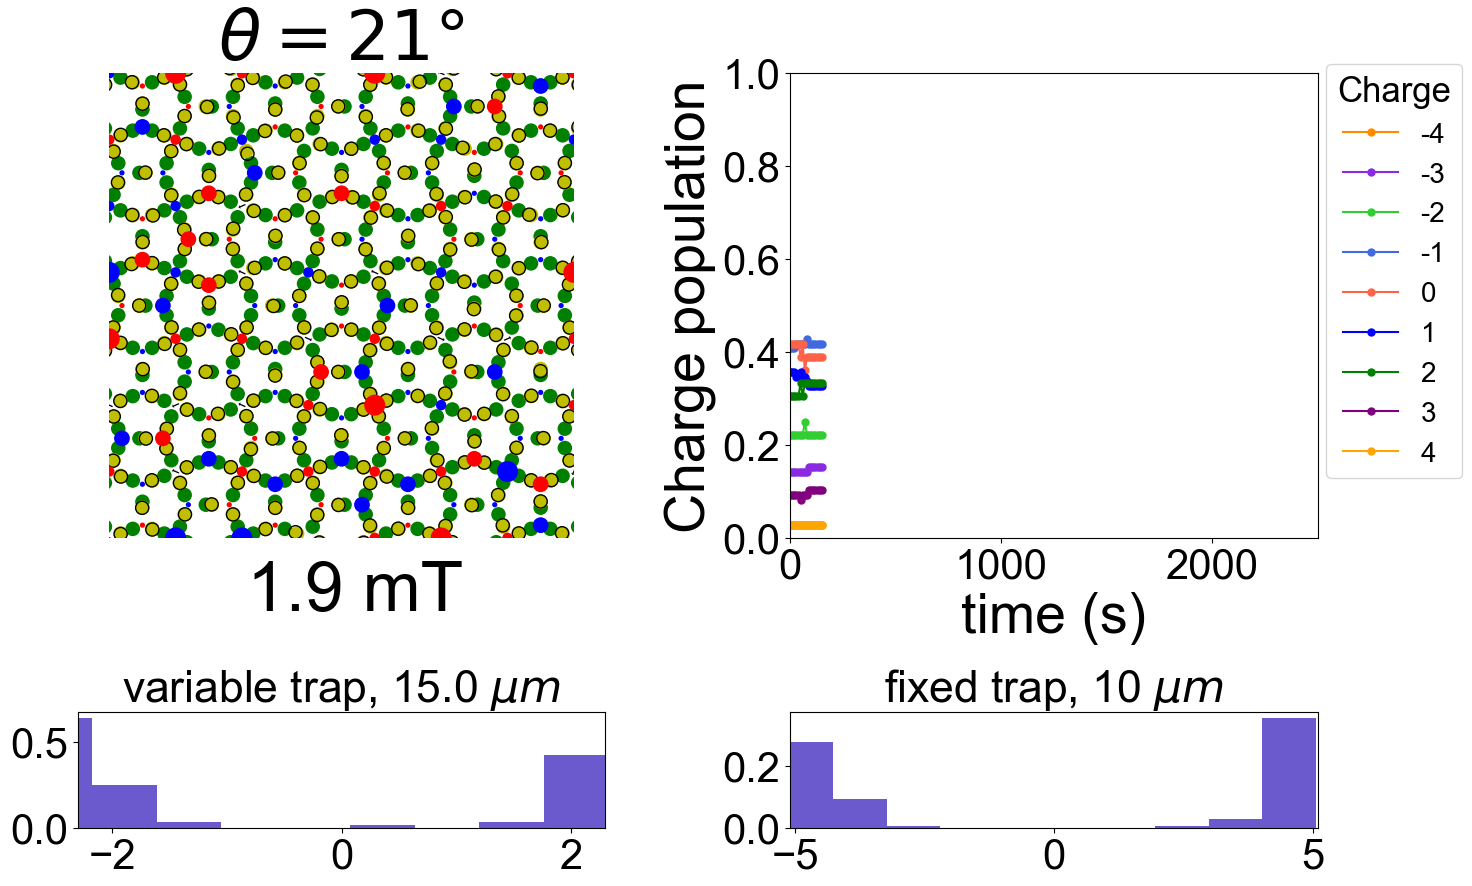 θ = 21°
1.9 mT
Charge population
1.0
0.8
0.6
0.4
0.2
0.0
0 1000 2000
time (s)
Charge
-4
-3
-2
-1
0
1
2
3
4
variable trap, 15.0 μm
0.5
0.0
−2 0 2
fixed trap, 10 μm
0.2
0.0
−5 0 5